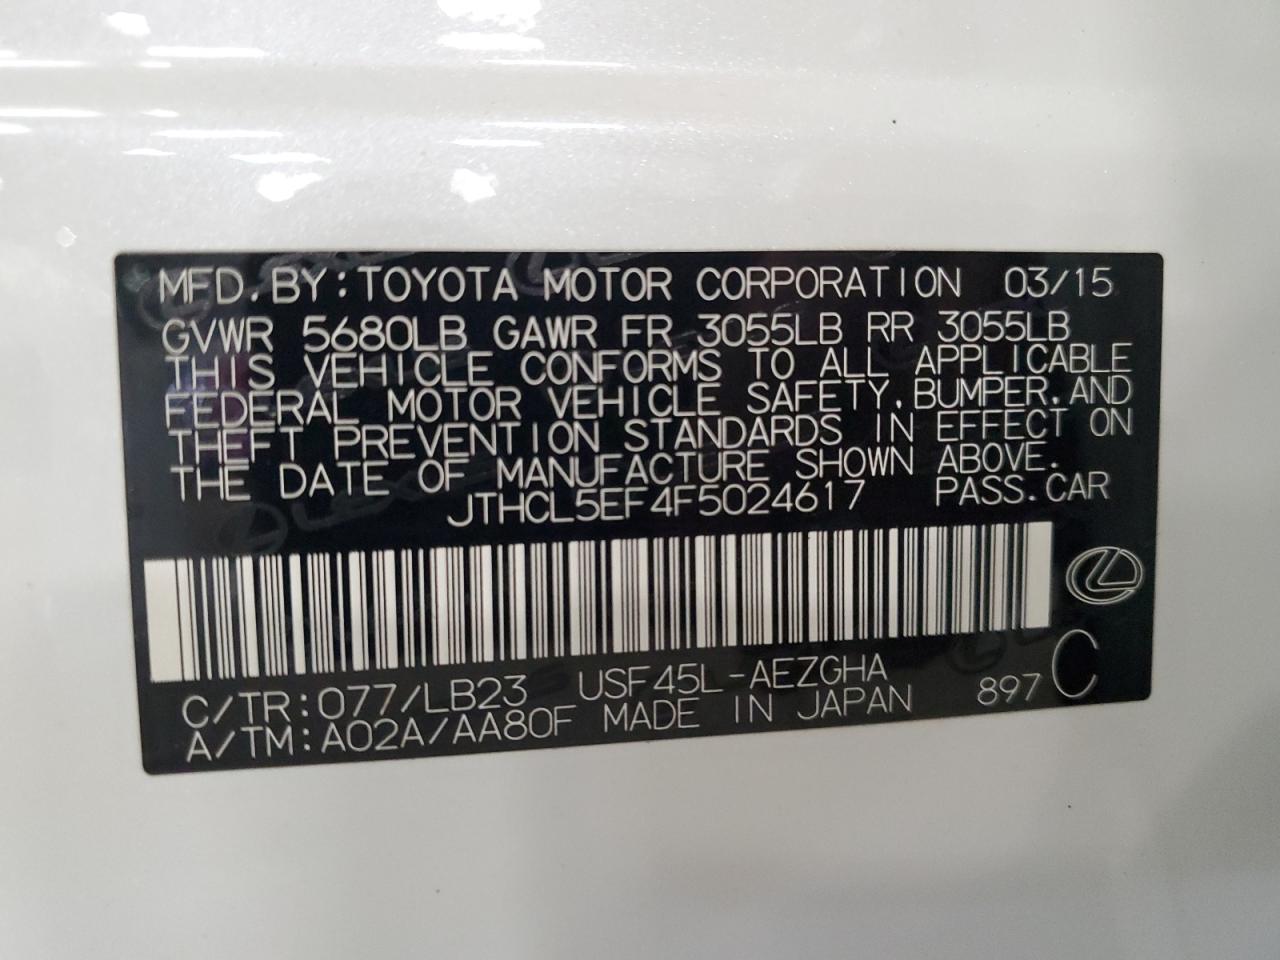 MFD.BY:TOYOTA MOTOR CORPORATION 03/15
GVWR 5680LB GAWR FR 3055LB RR 3055LB
THIS VEHICLE CONFORMS TO ALL APPLICABLE
FEDERAL MOTOR VEHICLE SAFETY,BUMPER,AND
THEFT PREVENTION STANDARDS IN EFFECT ON
THE DATE OF MANUFACTURE SHOWN ABOVE.
JTHCL5EF4F5024617 PASS.CAR
C/TR:077/LB23 USF45L-AEZGHA
A/TM:A02A/AA80F MADE IN JAPAN 897 C